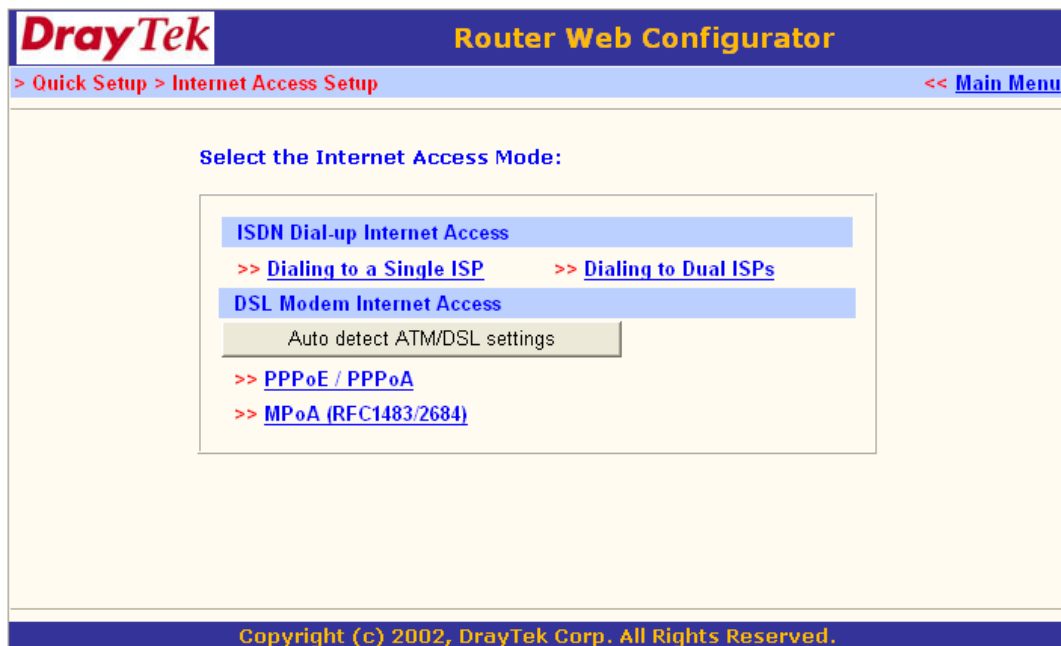 DrayTek Router Web Configurator
> Quick Setup > Internet Access Setup << Main Menu
Select the Internet Access Mode:
ISDN Dial-up Internet Access
>> Dialing to a Single ISP >> Dialing to Dual ISPs
DSL Modem Internet Access
Auto detect ATM/DSL settings
>> PPPoE / PPPoA
>> MPoA (RFC1483/2684)
Copyright (c) 2002, DrayTek Corp. All Rights Reserved.